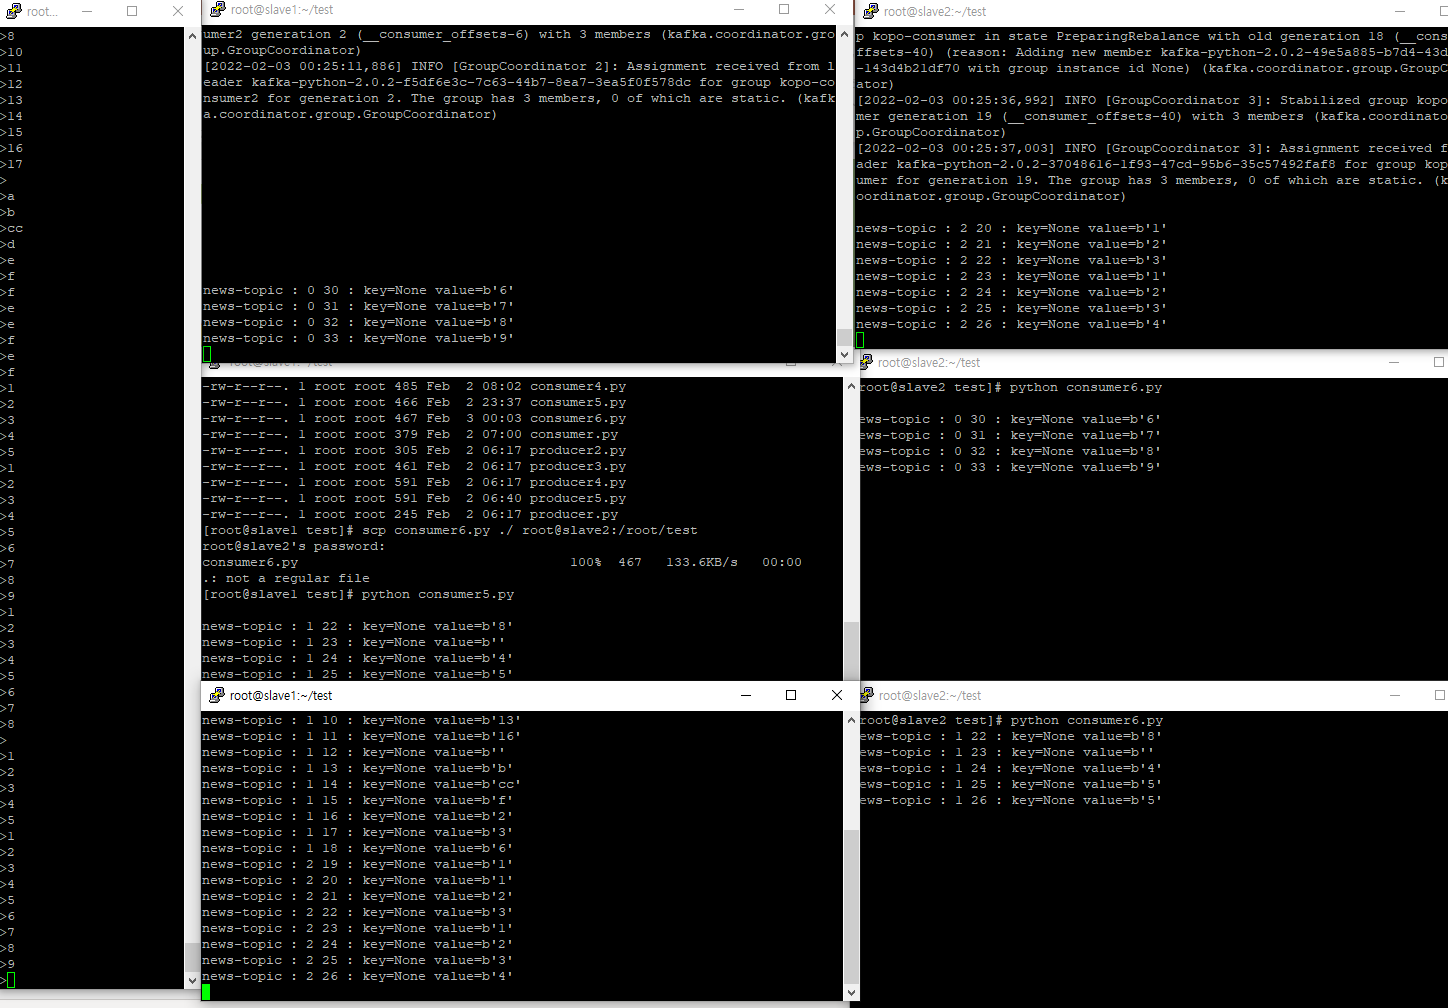 root...
>8
>10
>11
>12
>13
>14
>15
>16
>17
>
>a
>b
>cc
>d
>e
>f
>f
>e
>e
>f
>e
>f
>1
>2
>3
>4
>5
>1
>2
>3
>4
>5
>6
>7
>8
>9
>1
>2
>3
>4
>5
>6
>7
>8
>
>1
>2
>3
>4
>5
>1
>2
>3
>4
>5
>6
>7
>8
>9
>
root@slave1:~/test
umer2 generation 2 (__consumer_offsets-6) with 3 members (kafka.coordinator.gro
up.GroupCoordinator)
[2022-02-03 00:25:11,886] INFO [GroupCoordinator 2]: Assignment received from l
eader kafka-python-2.0.2-f5df6e3c-7c63-44b7-8ea7-3ea5f0f578dc for group kopo-co
nsumer2 for generation 2. The group has 3 members, 0 of which are static. (kafk
a.coordinator.group.GroupCoordinator)
news-topic : 0 30 : key=None value=b'6'
news-topic : 0 31 : key=None value=b'7'
news-topic : 0 32 : key=None value=b'8'
news-topic : 0 33 : key=None value=b'9'
root@slave2:~/test
p kopo-consumer in state PreparingRebalance with old generation 18 (__cons
ffsets-40) (reason: Adding new member kafka-python-2.0.2-49e5a885-b7d4-43d
-143d4b21df70 with group instance id None) (kafka.coordinator.group.GroupC
ator)
[2022-02-03 00:25:36,992] INFO [GroupCoordinator 3]: Stabilized group kopo
mer generation 19 (__consumer_offsets-40) with 3 members (kafka.coordinato
p.GroupCoordinator)
[2022-02-03 00:25:37,003] INFO [GroupCoordinator 3]: Assignment received f
ader kafka-python-2.0.2-37048616-1f93-47cd-95b6-35c57492faf8 for group kop
umer for generation 19. The group has 3 members, 0 of which are static. (k
oordinator.group.GroupCoordinator)
news-topic : 2 20 : key=None value=b'1'
news-topic : 2 21 : key=None value=b'2'
news-topic : 2 22 : key=None value=b'3'
news-topic : 2 23 : key=None value=b'1'
news-topic : 2 24 : key=None value=b'2'
news-topic : 2 25 : key=None value=b'3'
news-topic : 2 26 : key=None value=b'4'
root@slave1:~/test
-rw-r--r--. 1 root root 485 Feb  2 08:02 consumer4.py
-rw-r--r--. 1 root root 466 Feb  2 23:37 consumer5.py
-rw-r--r--. 1 root root 467 Feb  3 00:03 consumer6.py
-rw-r--r--. 1 root root 379 Feb  2 07:00 consumer.py
-rw-r--r--. 1 root root 305 Feb  2 06:17 producer2.py
-rw-r--r--. 1 root root 461 Feb  2 06:17 producer3.py
-rw-r--r--. 1 root root 591 Feb  2 06:17 producer4.py
-rw-r--r--. 1 root root 591 Feb  2 06:40 producer5.py
-rw-r--r--. 1 root root 245 Feb  2 06:17 producer.py
[root@slave1 test]# scp consumer6.py ./ root@slave2:/root/test
root@slave2's password:
consumer6.py 100% 467 133.6KB/s 00:00
.: not a regular file
[root@slave1 test]# python consumer5.py
news-topic : 1 22 : key=None value=b'8'
news-topic : 1 23 : key=None value=b''
news-topic : 1 24 : key=None value=b'4'
news-topic : 1 25 : key=None value=b'5'
root@slave2:~/test
root@slave2 test]# python consumer6.py
ews-topic : 0 30 : key=None value=b'6'
ews-topic : 0 31 : key=None value=b'7'
ews-topic : 0 32 : key=None value=b'8'
ews-topic : 0 33 : key=None value=b'9'
root@slave1:~/test
news-topic : 1 10 : key=None value=b'13'
news-topic : 1 11 : key=None value=b'16'
news-topic : 1 12 : key=None value=b''
news-topic : 1 13 : key=None value=b'b'
news-topic : 1 14 : key=None value=b'cc'
news-topic : 1 15 : key=None value=b'f'
news-topic : 1 16 : key=None value=b'2'
news-topic : 1 17 : key=None value=b'3'
news-topic : 1 18 : key=None value=b'6'
news-topic : 2 19 : key=None value=b'1'
news-topic : 2 20 : key=None value=b'1'
news-topic : 2 21 : key=None value=b'2'
news-topic : 2 22 : key=None value=b'3'
news-topic : 2 23 : key=None value=b'1'
news-topic : 2 24 : key=None value=b'2'
news-topic : 2 25 : key=None value=b'3'
news-topic : 2 26 : key=None value=b'4'
root@slave2:~/test
root@slave2 test]# python consumer6.py
ews-topic : 1 22 : key=None value=b'8'
ews-topic : 1 23 : key=None value=b''
ews-topic : 1 24 : key=None value=b'4'
ews-topic : 1 25 : key=None value=b'5'
ews-topic : 1 26 : key=None value=b'5'